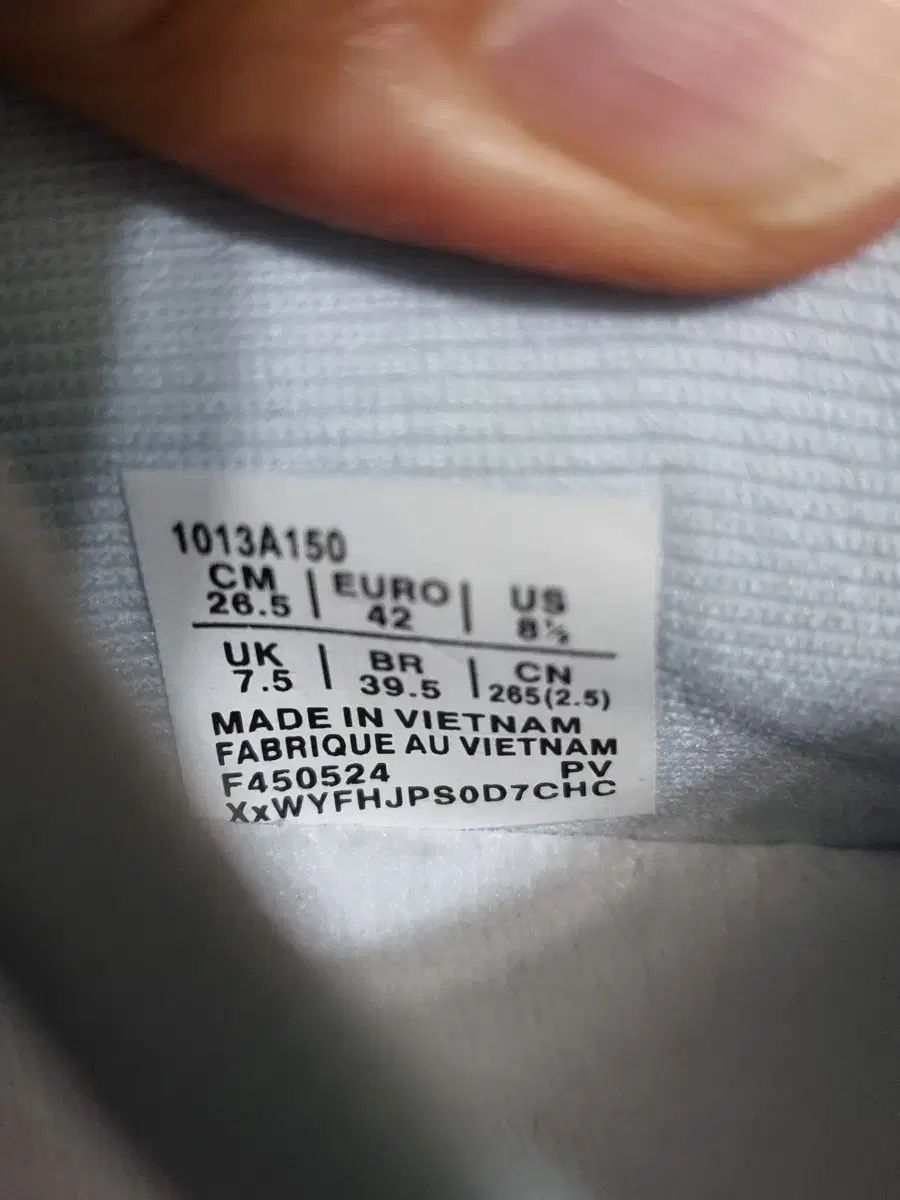 1013A150
CM | EURO | US
26.5 | 42 | 8½
UK | BR | CN
7.5 | 39.5 | 265(2.5)
MADE IN VIETNAM
FABRIQUE AU VIETNAM
F450524 PV
XxWYFHJPS0D7CHC